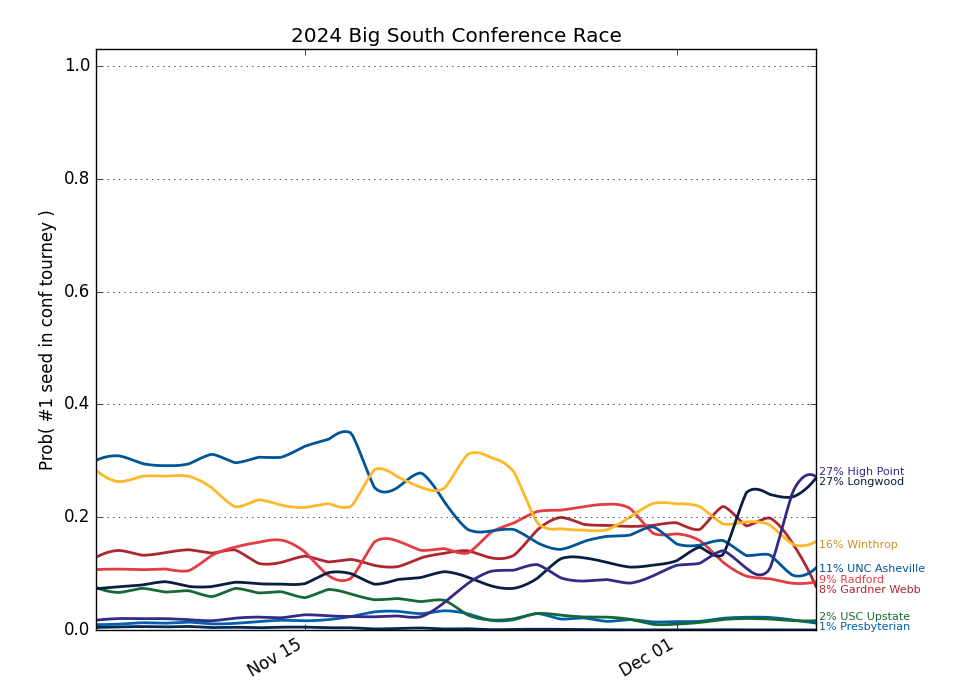 2024 Big South Conference Race
Prob( #1 seed in conf tourney )
1.0
0.8
0.6
0.4
0.2
0.0
Nov 15
Dec 01
27% High Point
27% Longwood
16% Winthrop
11% UNC Asheville
9% Radford
8% Gardner Webb
2% USC Upstate
1% Presbyterian